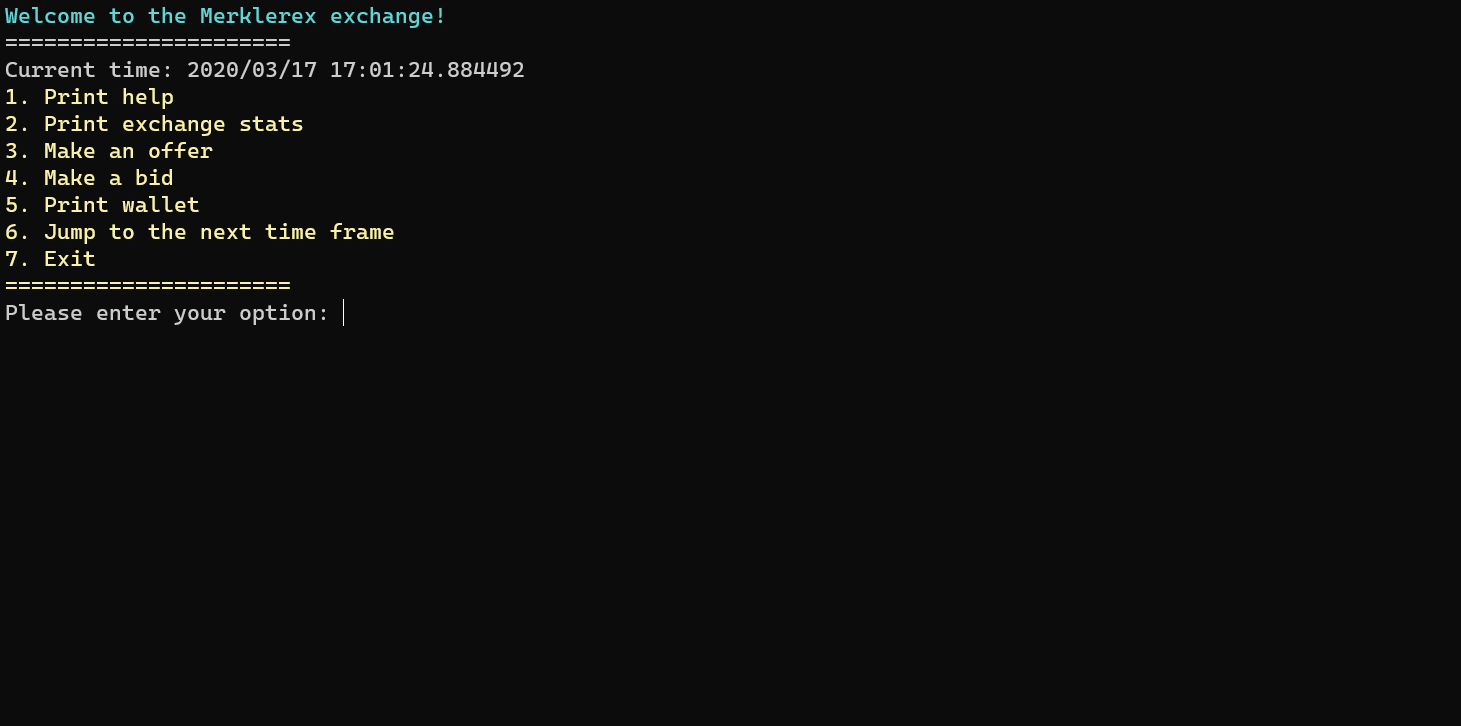 Welcome to the Merklerex exchange!
======================
Current time: 2020/03/17 17:01:24.884492
1. Print help
2. Print exchange stats
3. Make an offer
4. Make a bid
5. Print wallet
6. Jump to the next time frame
7. Exit
======================
Please enter your option: